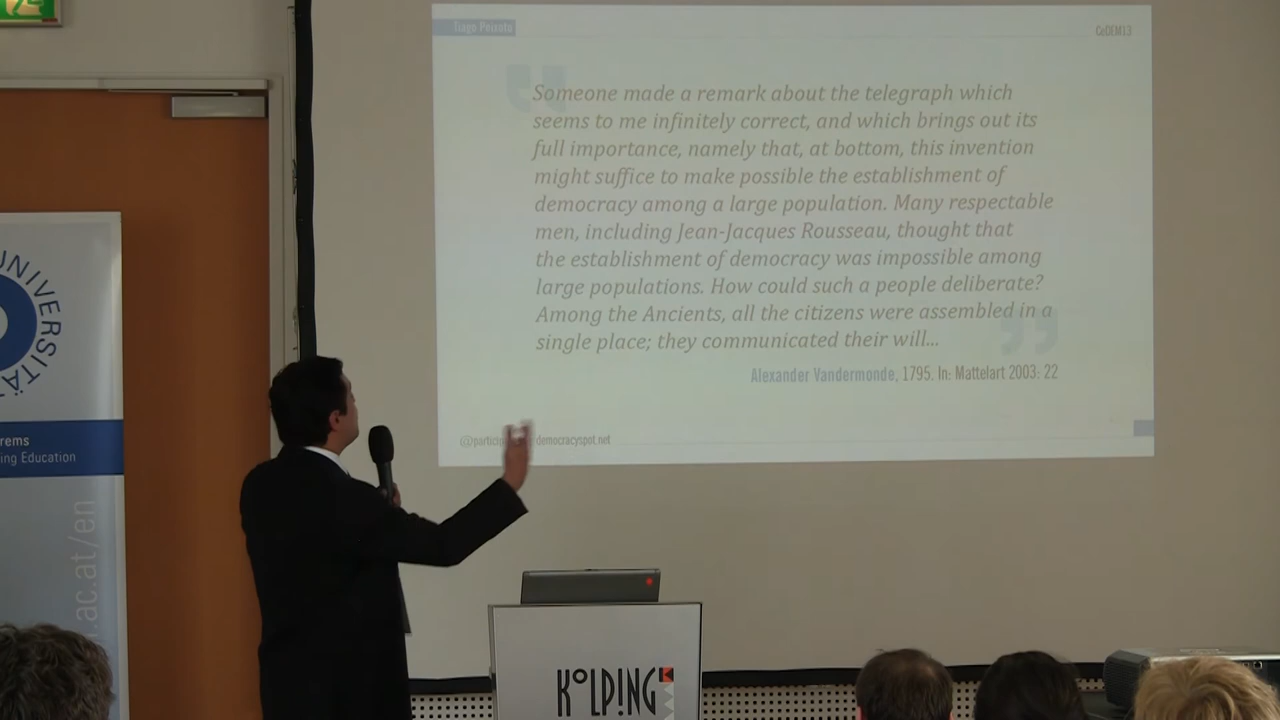 Tiago Peixoto
CeDEM13
Someone made a remark about the telegraph which
seems to me infinitely correct, and which brings out its
full importance, namely that, at bottom, this invention
might suffice to make possible the establishment of
democracy among a large population. Many respectable
men, including Jean-Jacques Rousseau, thought that
the establishment of democracy was impossible among
large populations. How could such a people deliberate?
Among the Ancients, all the citizens were assembled in a
single place; they communicated their will...
Alexander Vandermonde, 1795. In: Mattelart 2003: 22
democracyspot.net
UNIVERSITÄ
rems
ing Education
.ac.at/en
KOLPING